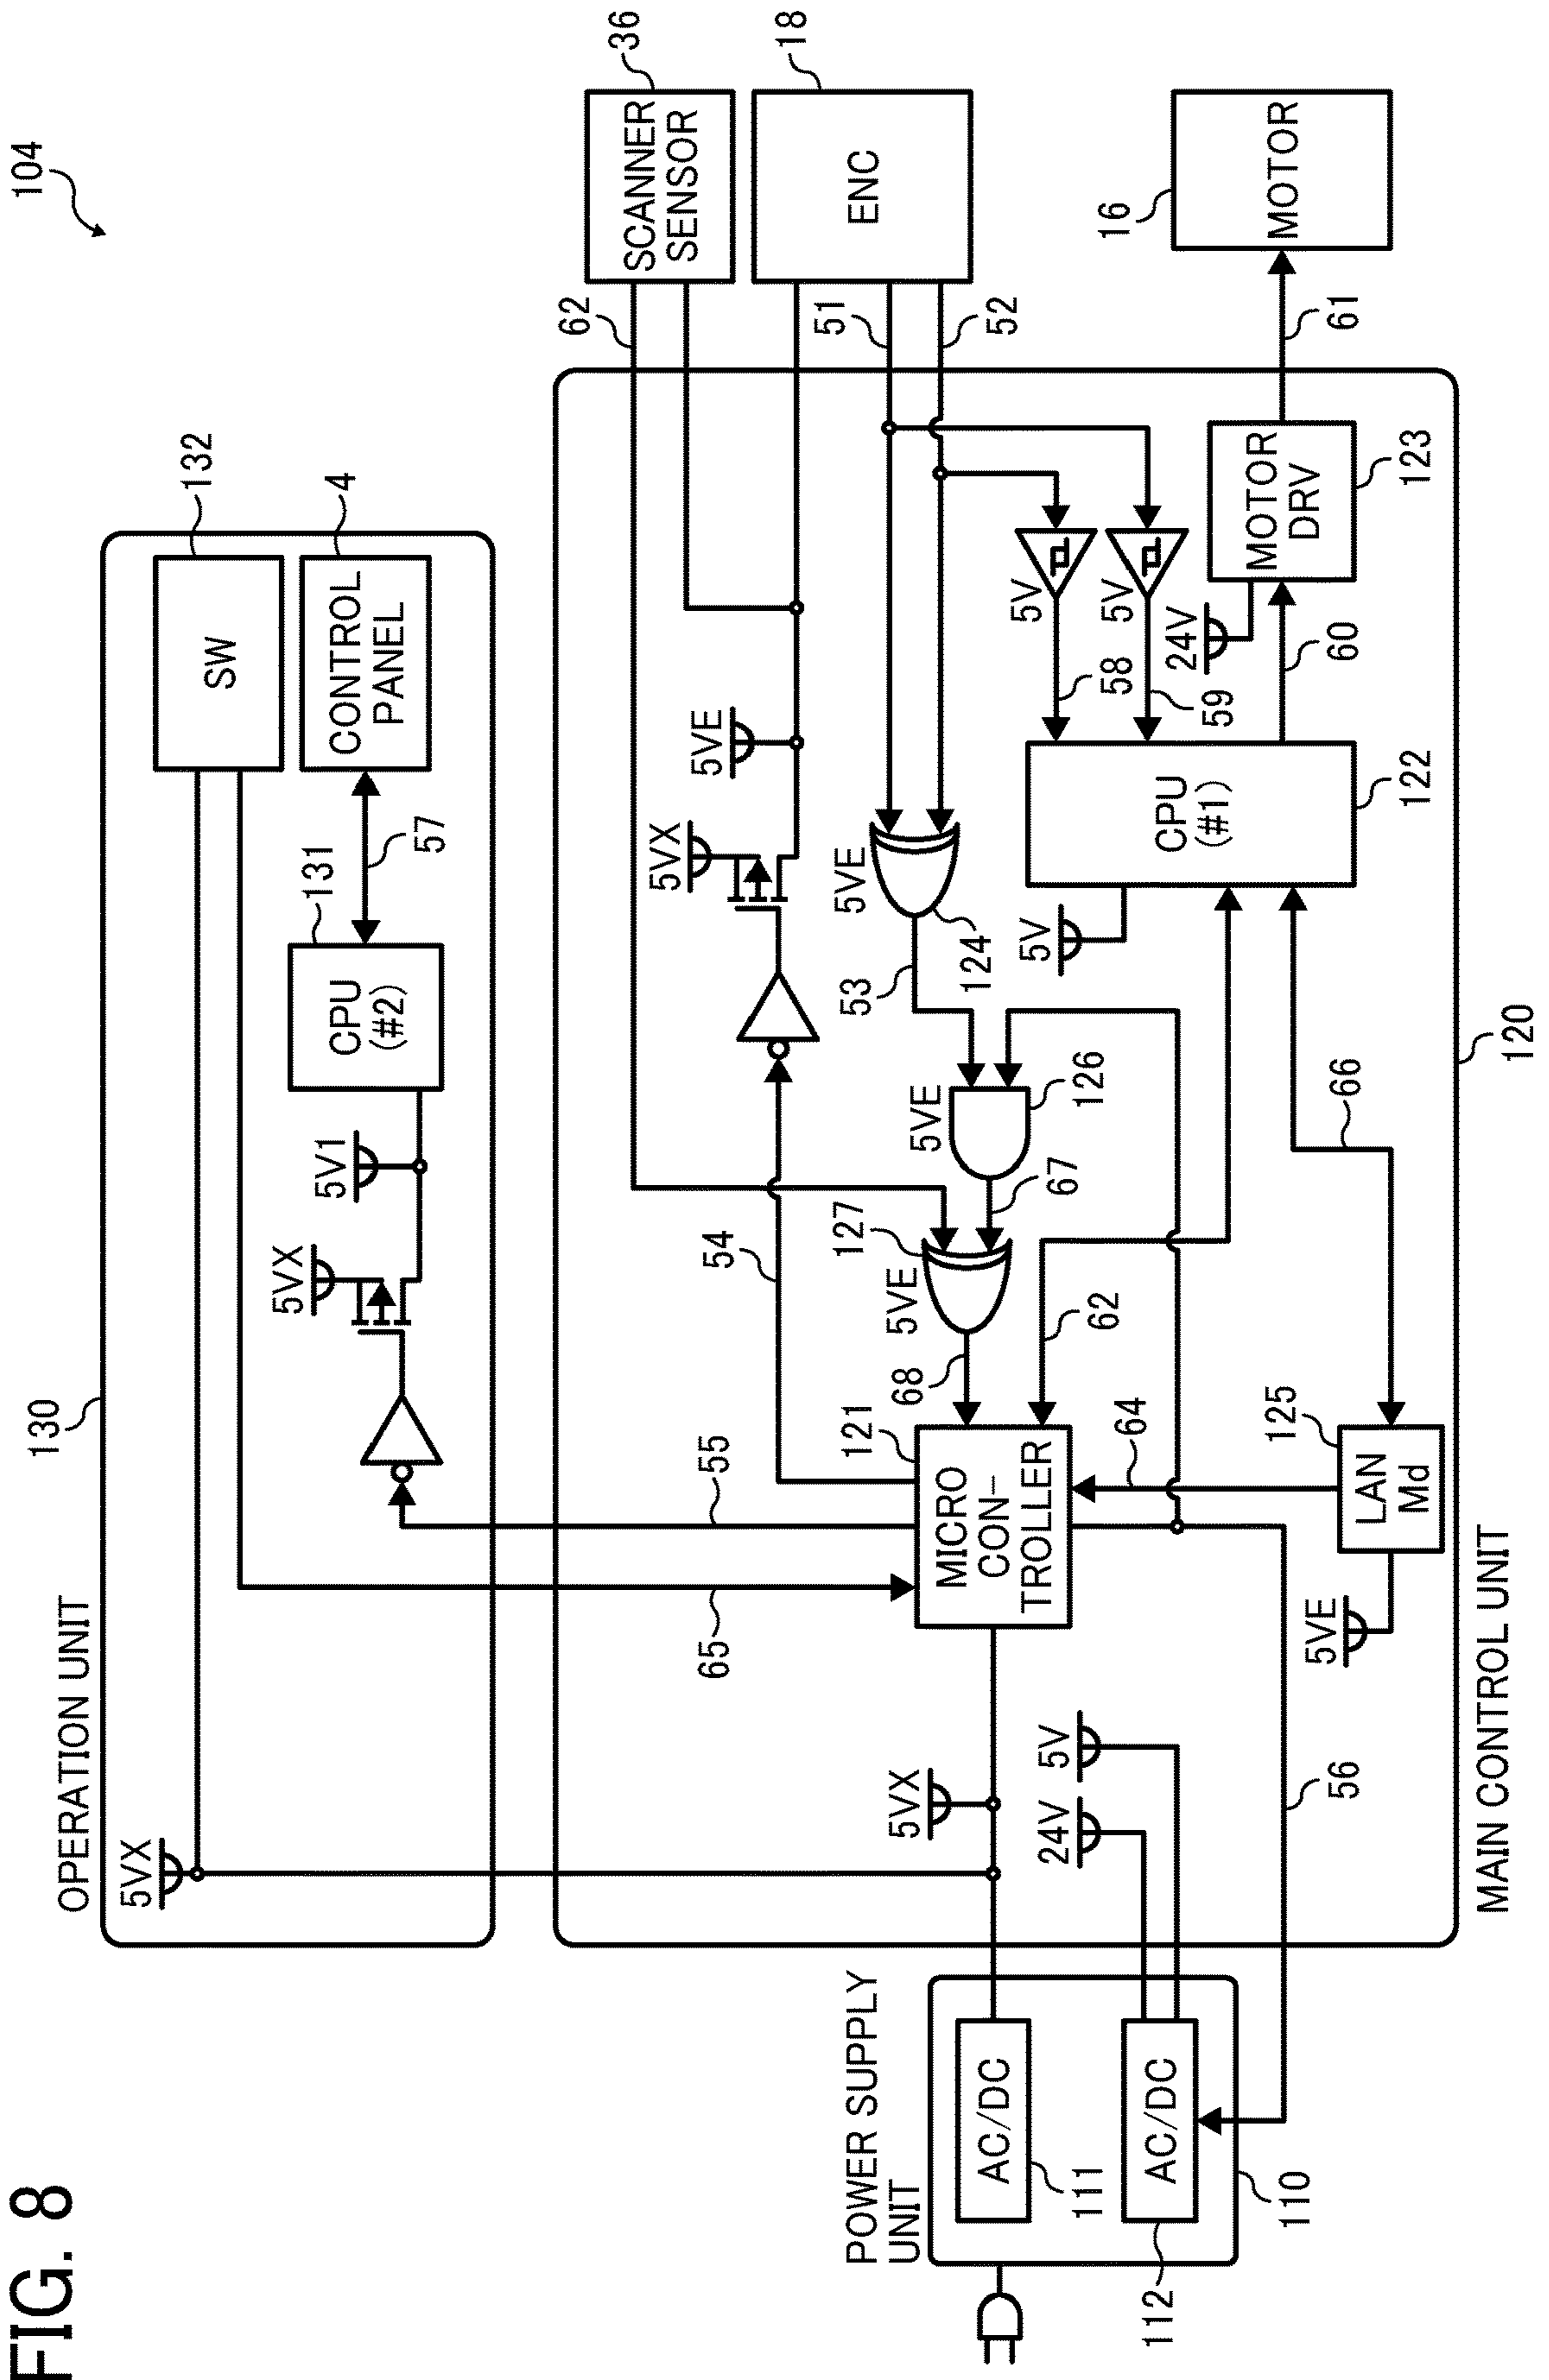 FIG. 8
104
OPERATION UNIT
130
5VX
SW
132
CONTROL
PANEL
4
57
CPU
(#2)
131
5V1
5VX
55
65
POWER SUPPLY
UNIT
AC/DC
111
AC/DC
112
110
MAIN CONTROL UNIT
120
5VX
24V
5V
56
MICRO
CON-
TROLLER
121
54
68
62
64
LAN
Md
125
5VE
66
5VE
127
67
5VE
126
53
5VE
124
5VX
5VE
CPU
(#1)
122
5V
58
59
5V
5V
60
24V
MOTOR
DRV
123
61
MOTOR
16
62
SCANNER
SENSOR
36
ENC
18
51
52